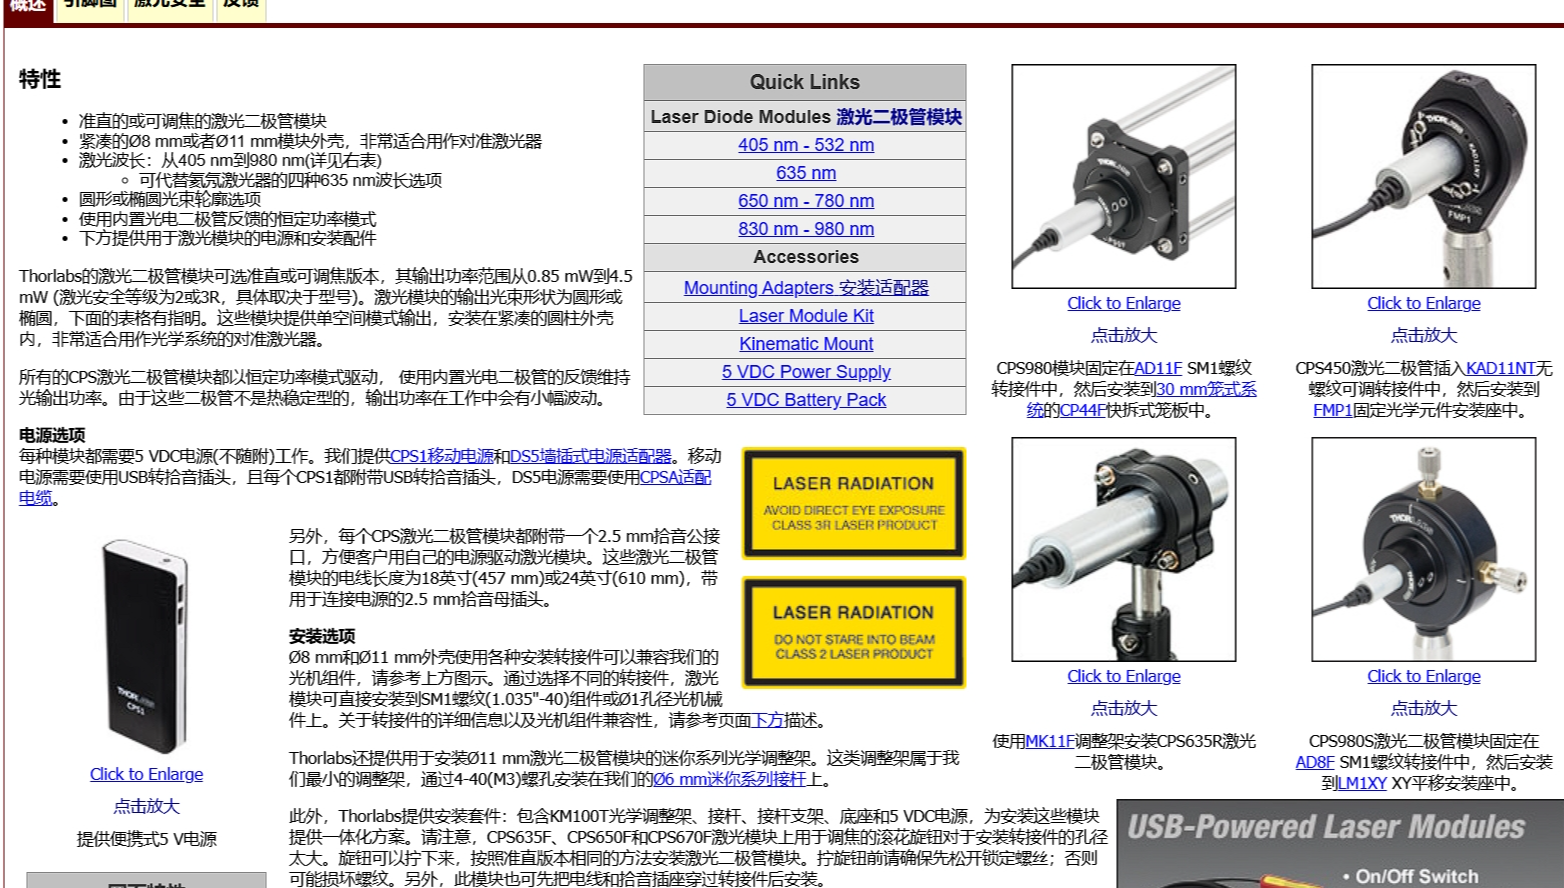 概述 引脚图 激光安全 反馈
特性
• 准直的或可调焦的激光二极管模块
• 紧凑的Ø8 mm或者Ø11 mm模块外壳，非常适合用作对准激光器
• 激光波长：从405 nm到980 nm(详见右表)
◦ 可代替氦氖激光器的四种635 nm波长选项
• 圆形或椭圆光束轮廓选项
• 使用内置光电二极管反馈的恒定功率模式
• 下方提供用于激光模块的电源和安装配件
Thorlabs的激光二极管模块可选准直或可调焦版本，其输出功率范围从0.85 mW到4.5
mW (激光安全等级为2或3R，具体取决于型号)。激光模块的输出光束形状为圆形或
椭圆，下面的表格有指明。这些模块提供单空间模式输出，安装在紧凑的圆柱外壳
内，非常适合用作光学系统的对准激光器。
所有的CPS激光二极管模块都以恒定功率模式驱动， 使用内置光电二极管的反馈维持
光输出功率。由于这些二极管不是热稳定型的，输出功率在工作中会有小幅波动。
Quick Links
Laser Diode Modules 激光二极管模块
405 nm - 532 nm
635 nm
650 nm - 780 nm
830 nm - 980 nm
Accessories
Mounting Adapters 安装适配器
Laser Module Kit
Kinematic Mount
5 VDC Power Supply
5 VDC Battery Pack
THORLABS
Click to Enlarge
点击放大
CPS980模块固定在AD11F SM1螺纹
转接件中，然后安装到30 mm笼式系
统的CP44F快拆式笼板中。
THORLABS
KAD11NT
FMP1
Click to Enlarge
点击放大
CPS450激光二极管插入KAD11NT无
螺纹可调转接件中，然后安装到
FMP1固定光学元件安装座中。
电源选项
每种模块都需要5 VDC电源(不随附)工作。我们提供CPS1移动电源和DS5墙插式电源适配器。移动
电源需要使用USB转拾音插头，且每个CPS1都附带USB转拾音插头，DS5电源需要使用CPSA适配
电缆。
LASER RADIATION
AVOID DIRECT EYE EXPOSURE
CLASS 3R LASER PRODUCT
LASER RADIATION
DO NOT STARE INTO BEAM
CLASS 2 LASER PRODUCT
THORLABS
CPS1
Click to Enlarge
点击放大
提供便携式5 V电源
另外，每个CPS激光二极管模块都附带一个2.5 mm拾音公接
口，方便客户用自己的电源驱动激光模块。这些激光二极管
模块的电线长度为18英寸(457 mm)或24英寸(610 mm)，带
用于连接电源的2.5 mm拾音母插头。
安装选项
Ø8 mm和Ø11 mm外壳使用各种安装转接件可以兼容我们的
光机组件，请参考上方图示。通过选择不同的转接件，激光
模块可直接安装到SM1螺纹(1.035"-40)组件或Ø1孔径光机械
件上。关于转接件的详细信息以及光机组件兼容性，请参考页面下方描述。
Thorlabs还提供用于安装Ø11 mm激光二极管模块的迷你系列光学调整架。这类调整架属于我
们最小的调整架，通过4-40(M3)螺孔安装在我们的Ø6 mm迷你系列接杆上。
此外，Thorlabs提供安装套件：包含KM100T光学调整架、接杆、接杆支架、底座和5 VDC电源，为安装这些模块
提供一体化方案。请注意，CPS635F、CPS650F和CPS670F激光模块上用于调焦的滚花旋钮对于安装转接件的孔径
太大。旋钮可以拧下来，按照准直版本相同的方法安装激光二极管模块。拧旋钮前请确保先松开锁定螺丝；否则
可能损坏螺纹。另外，此模块也可先把电线和拾音插座穿过转接件后安装。
Click to Enlarge
点击放大
使用MK11F调整架安装CPS635R激光
二极管模块。
THORLABS
Click to Enlarge
点击放大
CPS980S激光二极管模块固定在
AD8F SM1螺纹转接件中，然后安装
到LM1XY XY平移安装座中。
USB-Powered Laser Modules
• On/Off Switch